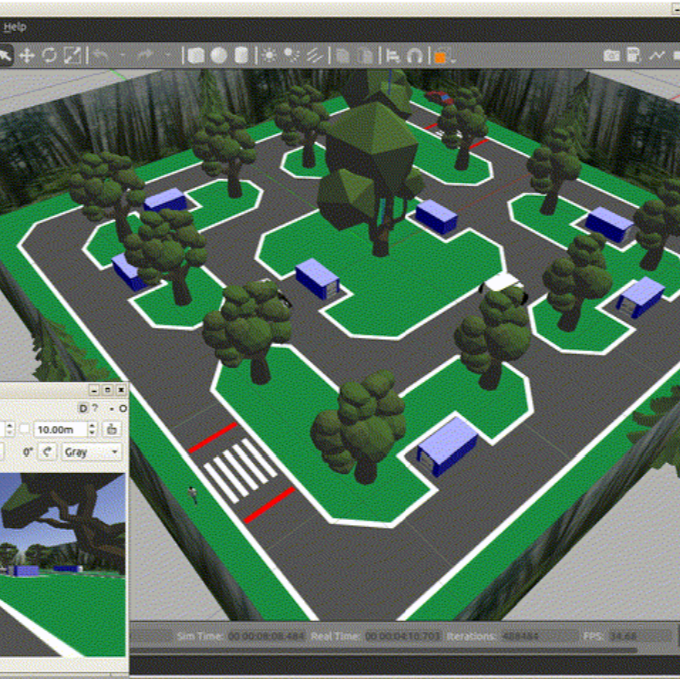 Help
D ?
10.00m
0° Gray
Sim Time: 00 00:08:08.484 Real Time: 00 00:04:10.703 Iterations: 488484 FPS: 34.68